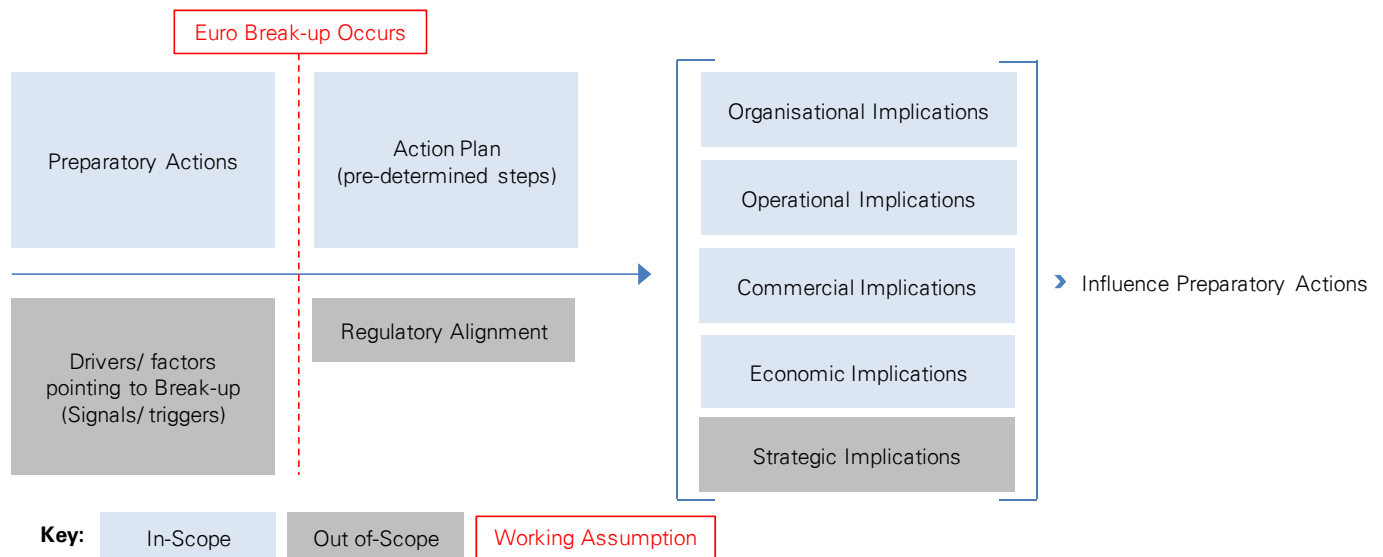 Euro Break-up Occurs
Preparatory Actions
Action Plan
(pre-determined steps)
Drivers/ factors
pointing to Break-up
(Signals/ triggers)
Regulatory Alignment
Organisational Implications
Operational Implications
Commercial Implications
Economic Implications
Strategic Implications
Influence Preparatory Actions
Key:
In-Scope
Out of-Scope
Working Assumption